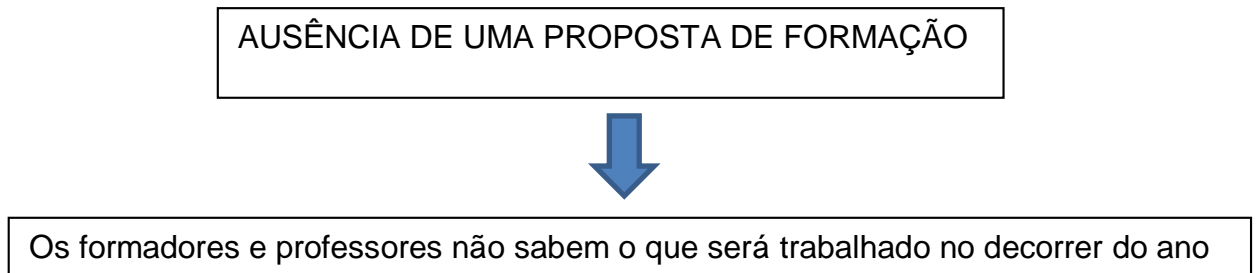 AUSÊNCIA DE UMA PROPOSTA DE FORMAÇÃO
Os formadores e professores não sabem o que será trabalhado no decorrer do ano